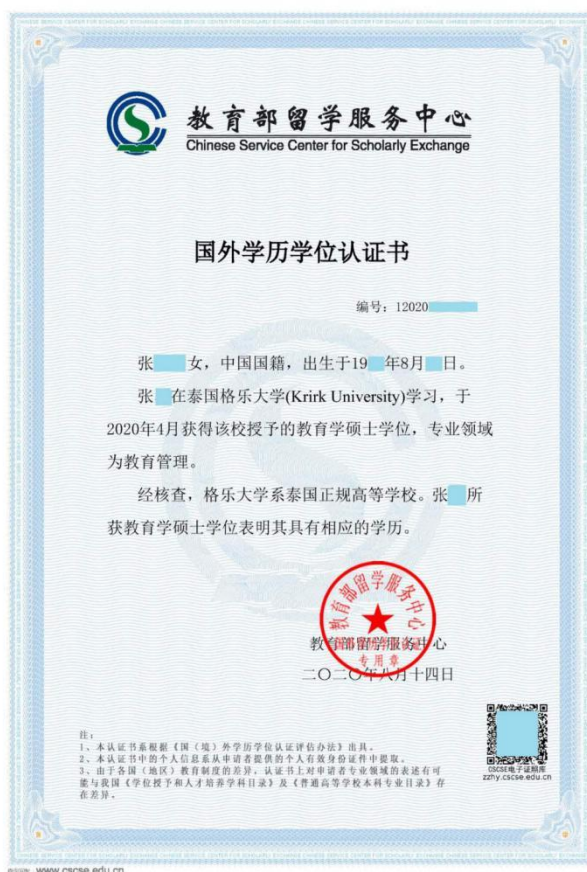 教育部留学服务中心
Chinese Service Center for Scholarly Exchange
国外学历学位认证书
编号：12020
张 女，中国国籍，出生于19 年8月 日。
张 在泰国格乐大学(Krirk University)学习，于
2020年4月获得该校授予的教育学硕士学位，专业领域
为教育管理。
经核查，格乐大学系泰国正规高等学校。张 所
获教育学硕士学位表明其具有相应的学历。
教育部留学服务中心
专用章
教育部留学服务中心
二〇二〇年八月十四日
注：
1、本认证书系根据《国（境）外学历学位认证评估办法》出具。
2、本认证书中的个人信息系从申请者提供的个人有效身份证件中提取。
3、由于各国（地区）教育制度的差异，认证书上对申请者专业领域的表述有可
能与我国《学位授予和人才培养学科目录》及《普通高等学校本科专业目录》存
在差异。
CSCSE电子证照库
zzhy.cscse.edu.cn
www.cscse.edu.cn